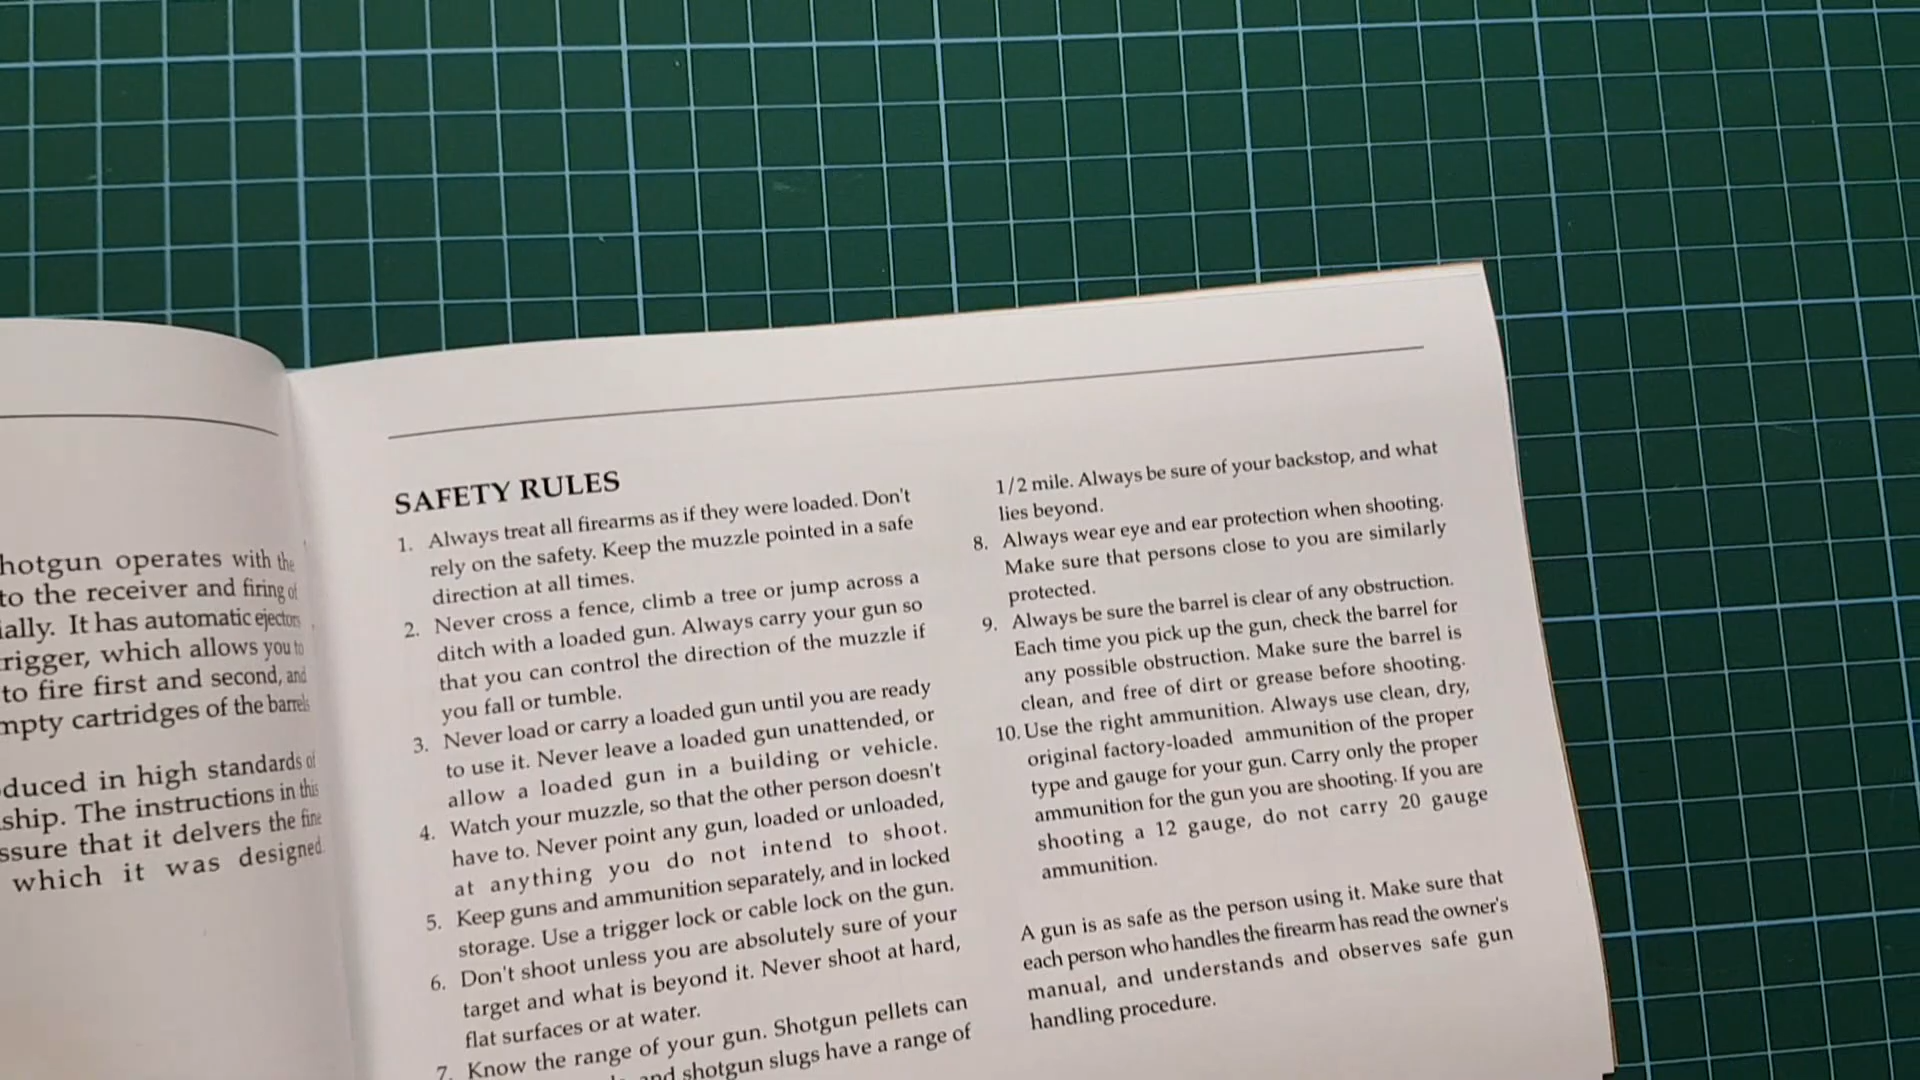 hotgun operates with the
to the receiver and firing of
ially. It has automatic ejectors
rigger, which allows you to
to fire first and second, and
mpty cartridges of the barrels
duced in high standards of
ship. The instructions in this
ssure that it delvers the fine
which it was designed.
SAFETY RULES
1. Always treat all firearms as if they were loaded. Don't
rely on the safety. Keep the muzzle pointed in a safe
direction at all times.
2. Never cross a fence, climb a tree or jump across a
ditch with a loaded gun. Always carry your gun so
that you can control the direction of the muzzle if
you fall or tumble.
3. Never load or carry a loaded gun until you are ready
to use it. Never leave a loaded gun unattended, or
allow a loaded gun in a building or vehicle.
4. Watch your muzzle, so that the other person doesn't
have to. Never point any gun, loaded or unloaded,
at anything you do not intend to shoot.
5. Keep guns and ammunition separately, and in locked
storage. Use a trigger lock or cable lock on the gun.
6. Don't shoot unless you are absolutely sure of your
target and what is beyond it. Never shoot at hard,
flat surfaces or at water.
7. Know the range of your gun. Shotgun pellets can
and shotgun slugs have a range of
1/2 mile. Always be sure of your backstop, and what
lies beyond.
8. Always wear eye and ear protection when shooting.
Make sure that persons close to you are similarly
protected.
9. Always be sure the barrel is clear of any obstruction.
Each time you pick up the gun, check the barrel for
any possible obstruction. Make sure the barrel is
clean, and free of dirt or grease before shooting.
10. Use the right ammunition. Always use clean, dry,
original factory-loaded ammunition of the proper
type and gauge for your gun. Carry only the proper
ammunition for the gun you are shooting. If you are
shooting a 12 gauge, do not carry 20 gauge
ammunition.
A gun is as safe as the person using it. Make sure that
each person who handles the firearm has read the owner's
manual, and understands and observes safe gun
handling procedure.